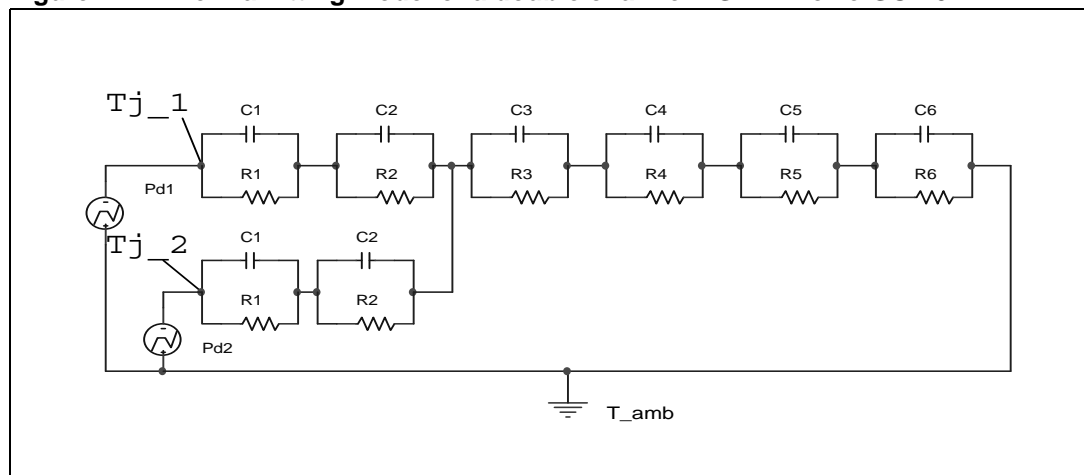 Tj_1
C1 C2 C3 C4 C5 C6
R1 R2 R3 R4 R5 R6
Pd1
Tj_2
C1 C2
R1 R2
Pd2
T_amb